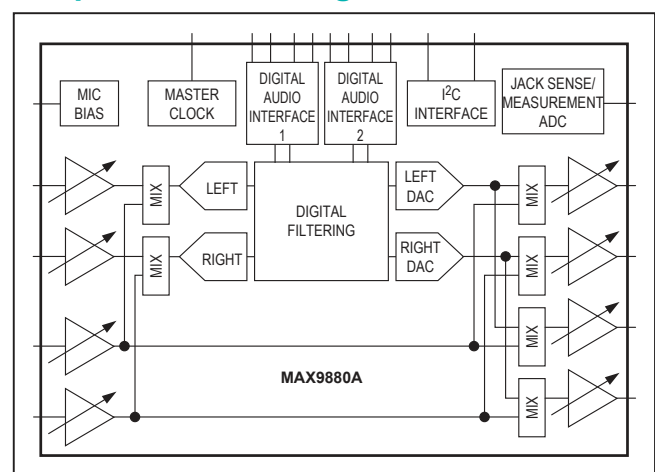 MIC
BIAS
MASTER
CLOCK
DIGITAL
AUDIO
INTERFACE
1
DIGITAL
AUDIO
INTERFACE
2
I²C
INTERFACE
JACK SENSE/
MEASUREMENT
ADC
MIX
LEFT
DIGITAL
FILTERING
LEFT
DAC
MIX
MIX
RIGHT
RIGHT
DAC
MIX
MIX
MAX9880A
MIX